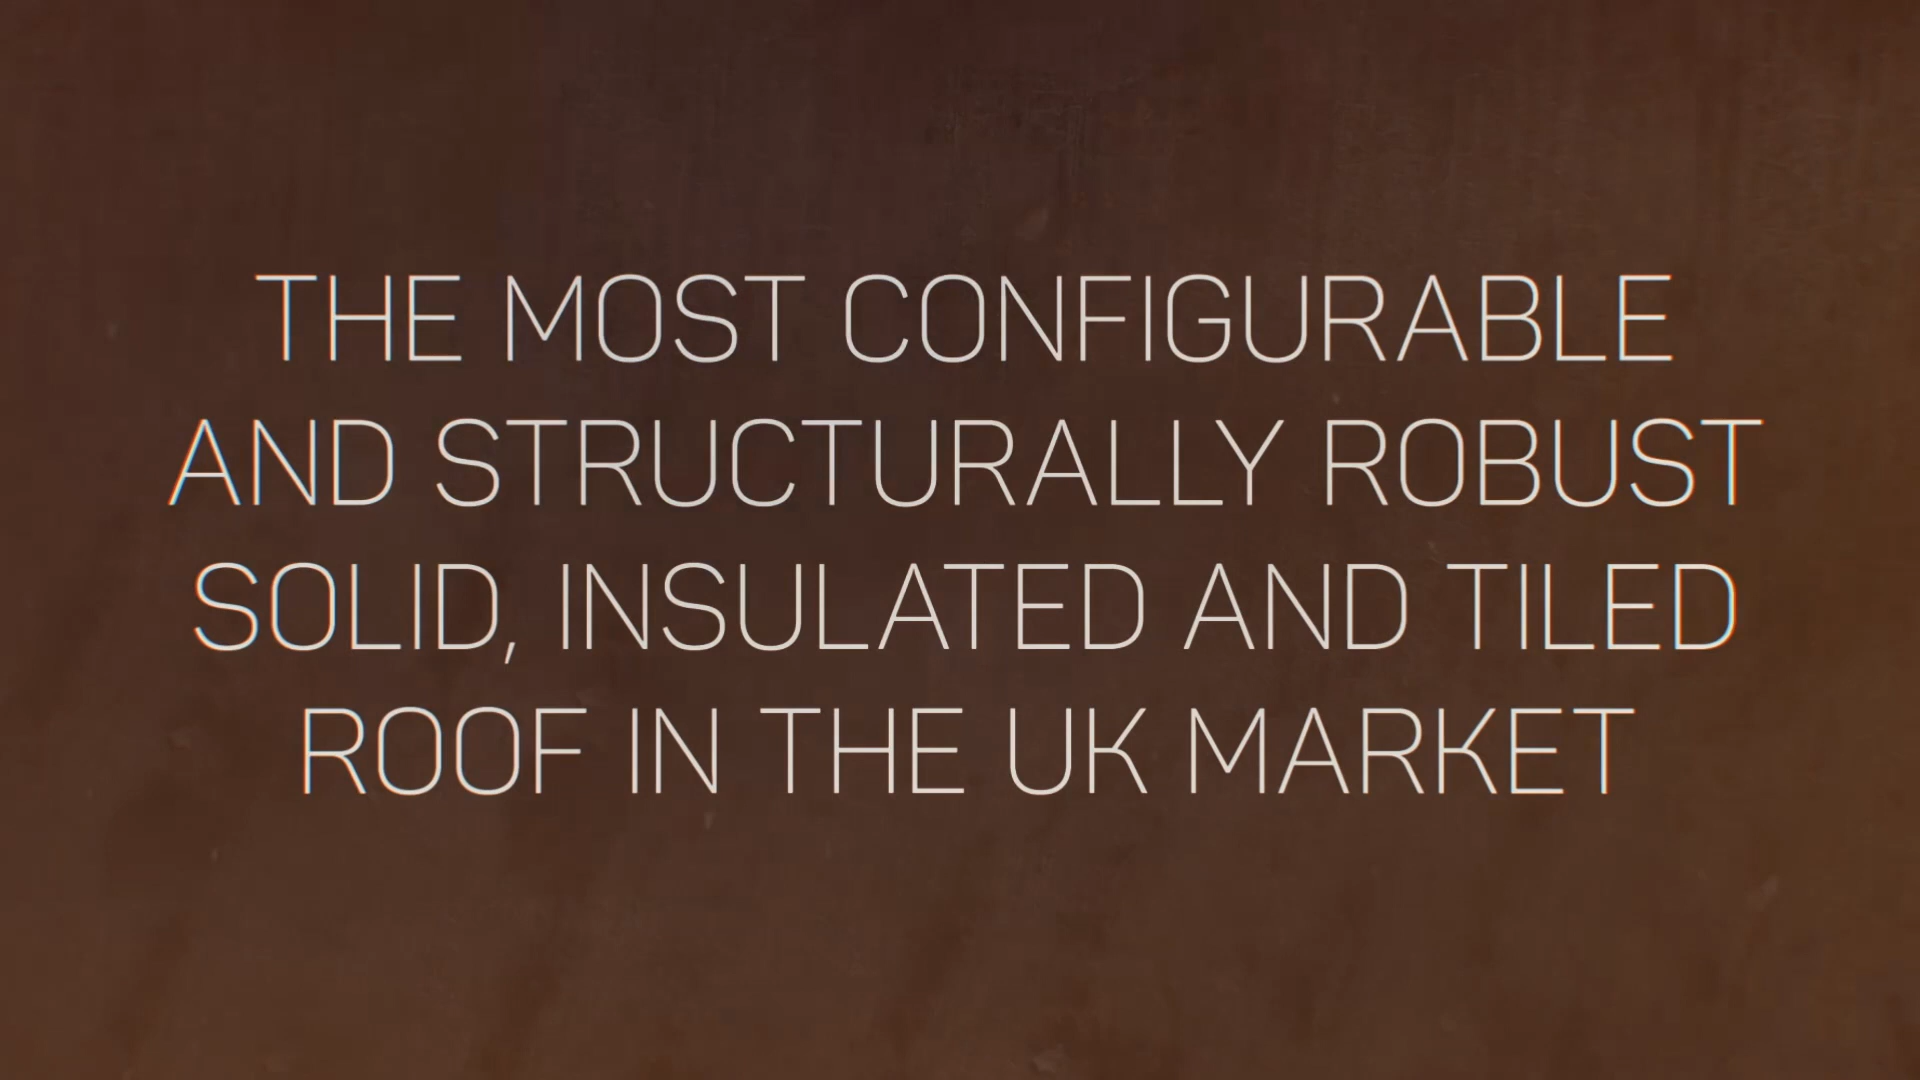 THE MOST CONFIGURABLE
AND STRUCTURALLY ROBUST
SOLID, INSULATED AND TILED
ROOF IN THE UK MARKET